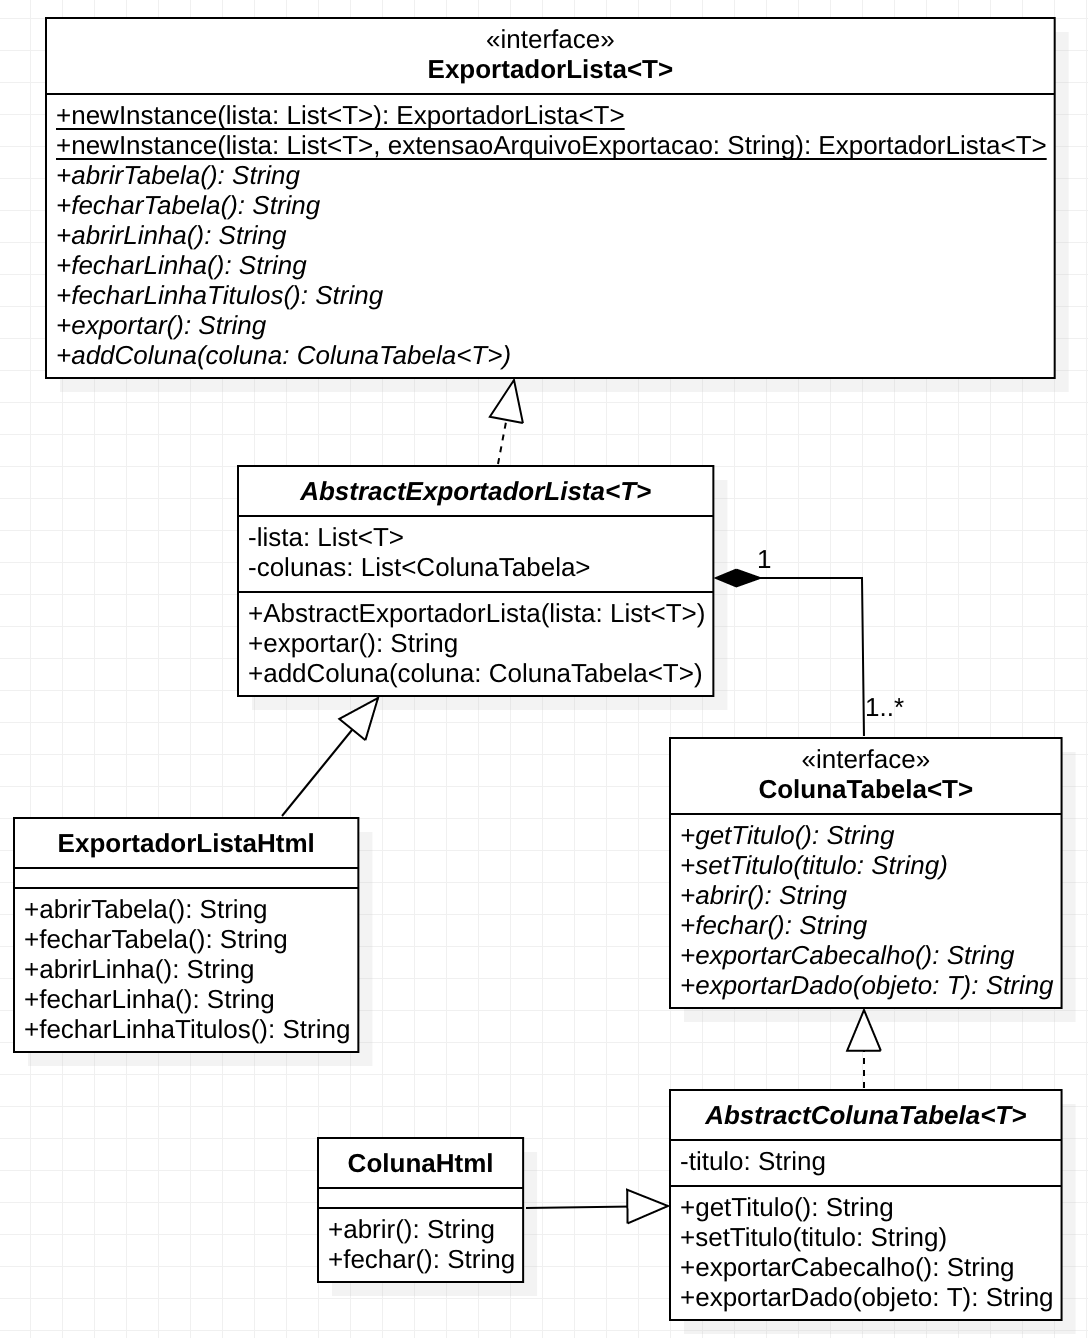 «interface»
ExportadorLista<T>
+newInstance(lista: List<T>): ExportadorLista<T>
+newInstance(lista: List<T>, extensaoArquivoExportacao: String): ExportadorLista<T>
+abrirTabela(): String
+fecharTabela(): String
+abrirLinha(): String
+fecharLinha(): String
+fecharLinhaTitulos(): String
+exportar(): String
+addColuna(coluna: ColunaTabela<T>)
AbstractExportadorLista<T>
-lista: List<T>
-colunas: List<ColunaTabela>
+AbstractExportadorLista(lista: List<T>)
+exportar(): String
+addColuna(coluna: ColunaTabela<T>)
1
1..*
«interface»
ColunaTabela<T>
+getTitulo(): String
+setTitulo(titulo: String)
+abrir(): String
+fechar(): String
+exportarCabecalho(): String
+exportarDado(objeto: T): String
ExportadorListaHtml
+abrirTabela(): String
+fecharTabela(): String
+abrirLinha(): String
+fecharLinha(): String
+fecharLinhaTitulos(): String
AbstractColunaTabela<T>
-titulo: String
+getTitulo(): String
+setTitulo(titulo: String)
+exportarCabecalho(): String
+exportarDado(objeto: T): String
ColunaHtml
+abrir(): String
+fechar(): String